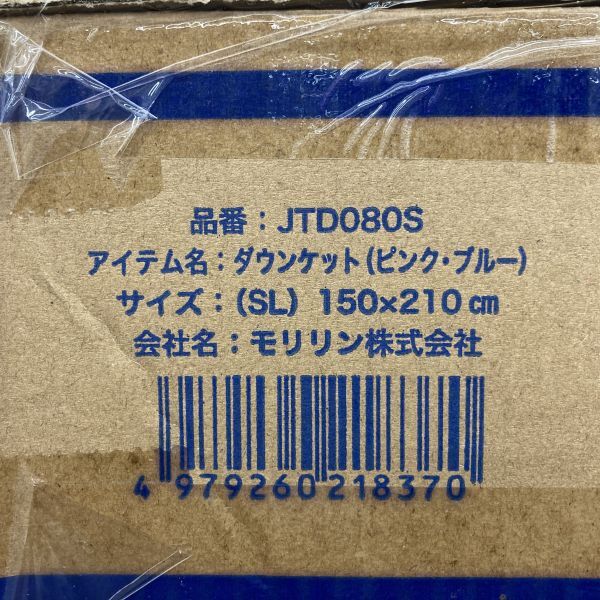 品番：JTD080S
アイテム名：ダウンケット(ピンク・ブルー)
サイズ：(SL) 150×210㎝
会社名：モリリン株式会社
4 979260 218370